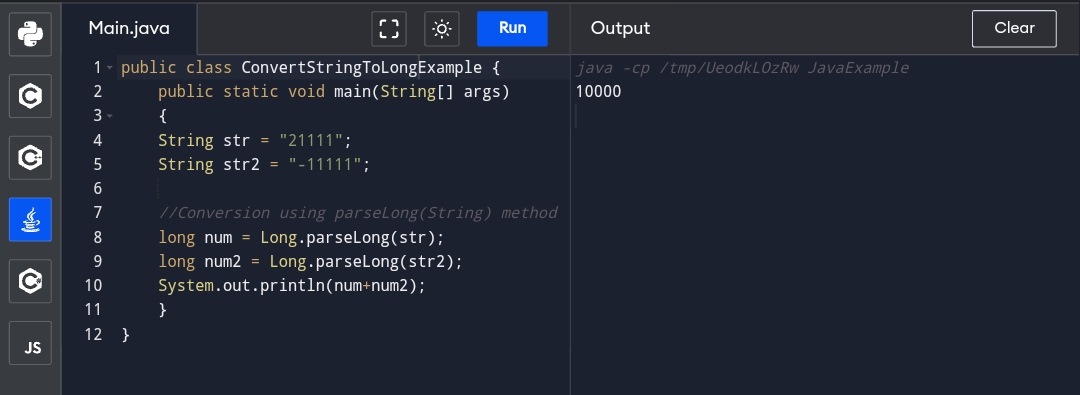 Main.java
Run
Output
Clear
1 public class ConvertStringToLongExample {
2 public static void main(String[] args)
3 {
4 String str = "21111";
5 String str2 = "-11111";
6
7 //Conversion using parseLong(String) method
8 long num = Long.parseLong(str);
9 long num2 = Long.parseLong(str2);
10 System.out.println(num+num2);
11 }
12 }
java -cp /tmp/UeodkLOzRw JavaExample
10000
C
C++
C
JS